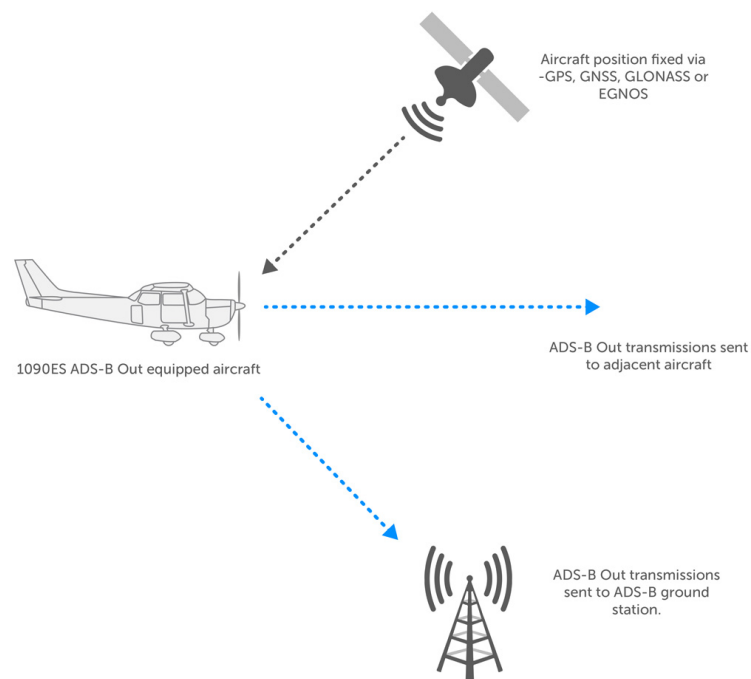 Aircraft position fixed via
-GPS, GNSS, GLONASS or
EGNOS
1090ES ADS-B Out equipped aircraft
ADS-B Out transmissions sent
to adjacent aircraft
ADS-B Out transmissions
sent to ADS-B ground
station.